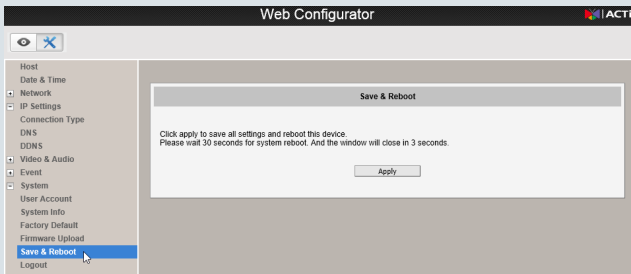 Web Configurator
ACTi
Host
Date & Time
Network
IP Settings
Connection Type
DNS
DDNS
Video & Audio
Event
System
User Account
System Info
Factory Default
Firmware Upload
Save & Reboot
Logout
Save & Reboot
Click apply to save all settings and reboot this device.
Please wait 30 seconds for system reboot. And the window will close in 3 seconds.
Apply